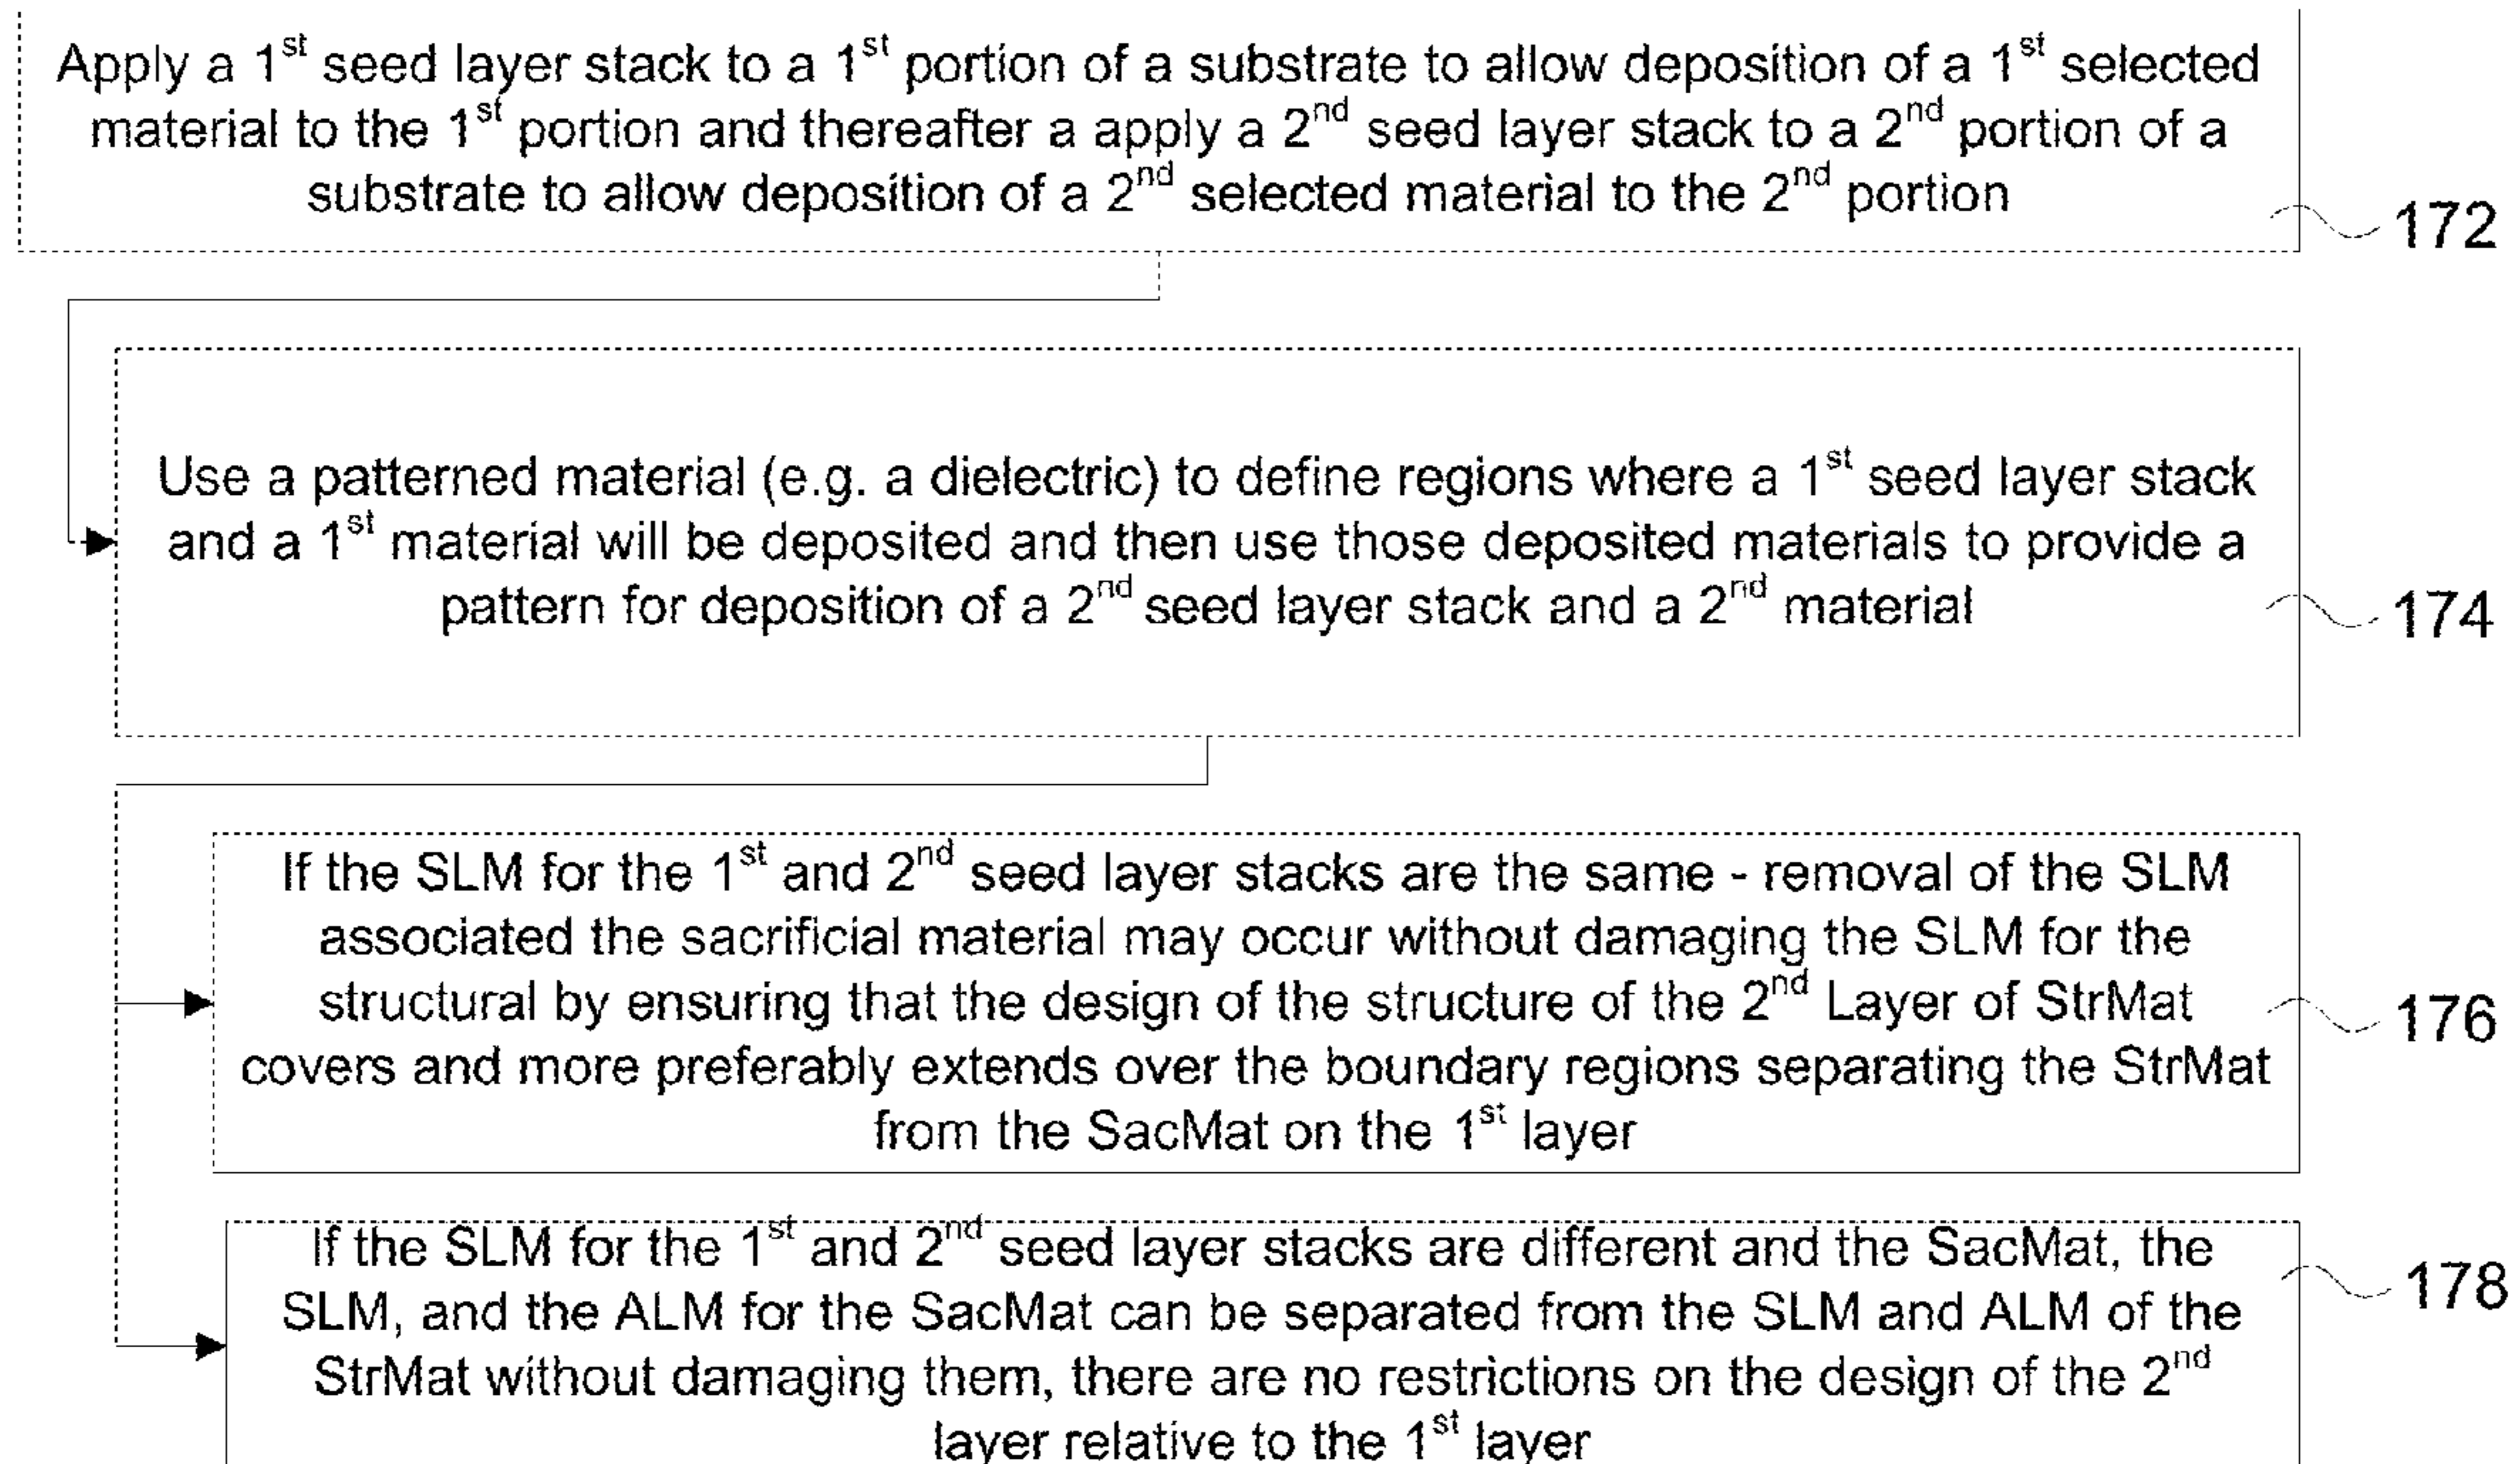 Apply a 1st seed layer stack to a 1st portion of a substrate to allow deposition of a 1st selected
material to the 1st portion and thereafter a apply a 2nd seed layer stack to a 2nd portion of a
substrate to allow deposition of a 2nd selected material to the 2nd portion
172
Use a patterned material (e.g. a dielectric) to define regions where a 1st seed layer stack
and a 1st material will be deposited and then use those deposited materials to provide a
pattern for deposition of a 2nd seed layer stack and a 2nd material
174
If the SLM for the 1st and 2nd seed layer stacks are the same - removal of the SLM
associated the sacrificial material may occur without damaging the SLM for the
structural by ensuring that the design of the structure of the 2nd Layer of StrMat
covers and more preferably extends over the boundary regions separating the StrMat
from the SacMat on the 1st layer
176
If the SLM for the 1st and 2nd seed layer stacks are different and the SacMat, the
SLM, and the ALM for the SacMat can be separated from the SLM and ALM of the
StrMat without damaging them, there are no restrictions on the design of the 2nd
layer relative to the 1st layer
178